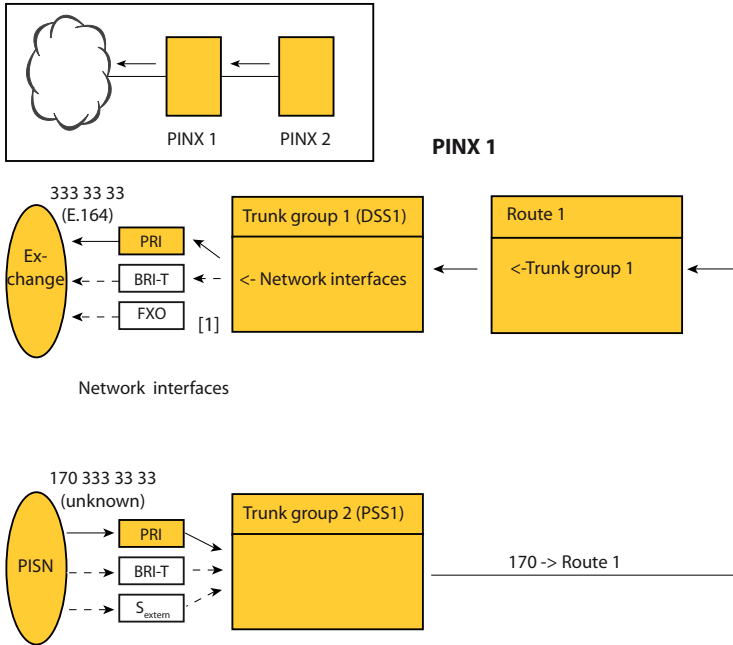 PINX 1
PINX 2
PINX 1
333 33 33
(E.164)
Ex-
change
PRI
BRI-T
FXO
[1]
Trunk group 1 (DSS1)
<- Network interfaces
Route 1
<-Trunk group 1
Network interfaces
170 333 33 33
(unknown)
PISN
PRI
BRI-T
Sextern
Trunk group 2 (PSS1)
170 -> Route 1